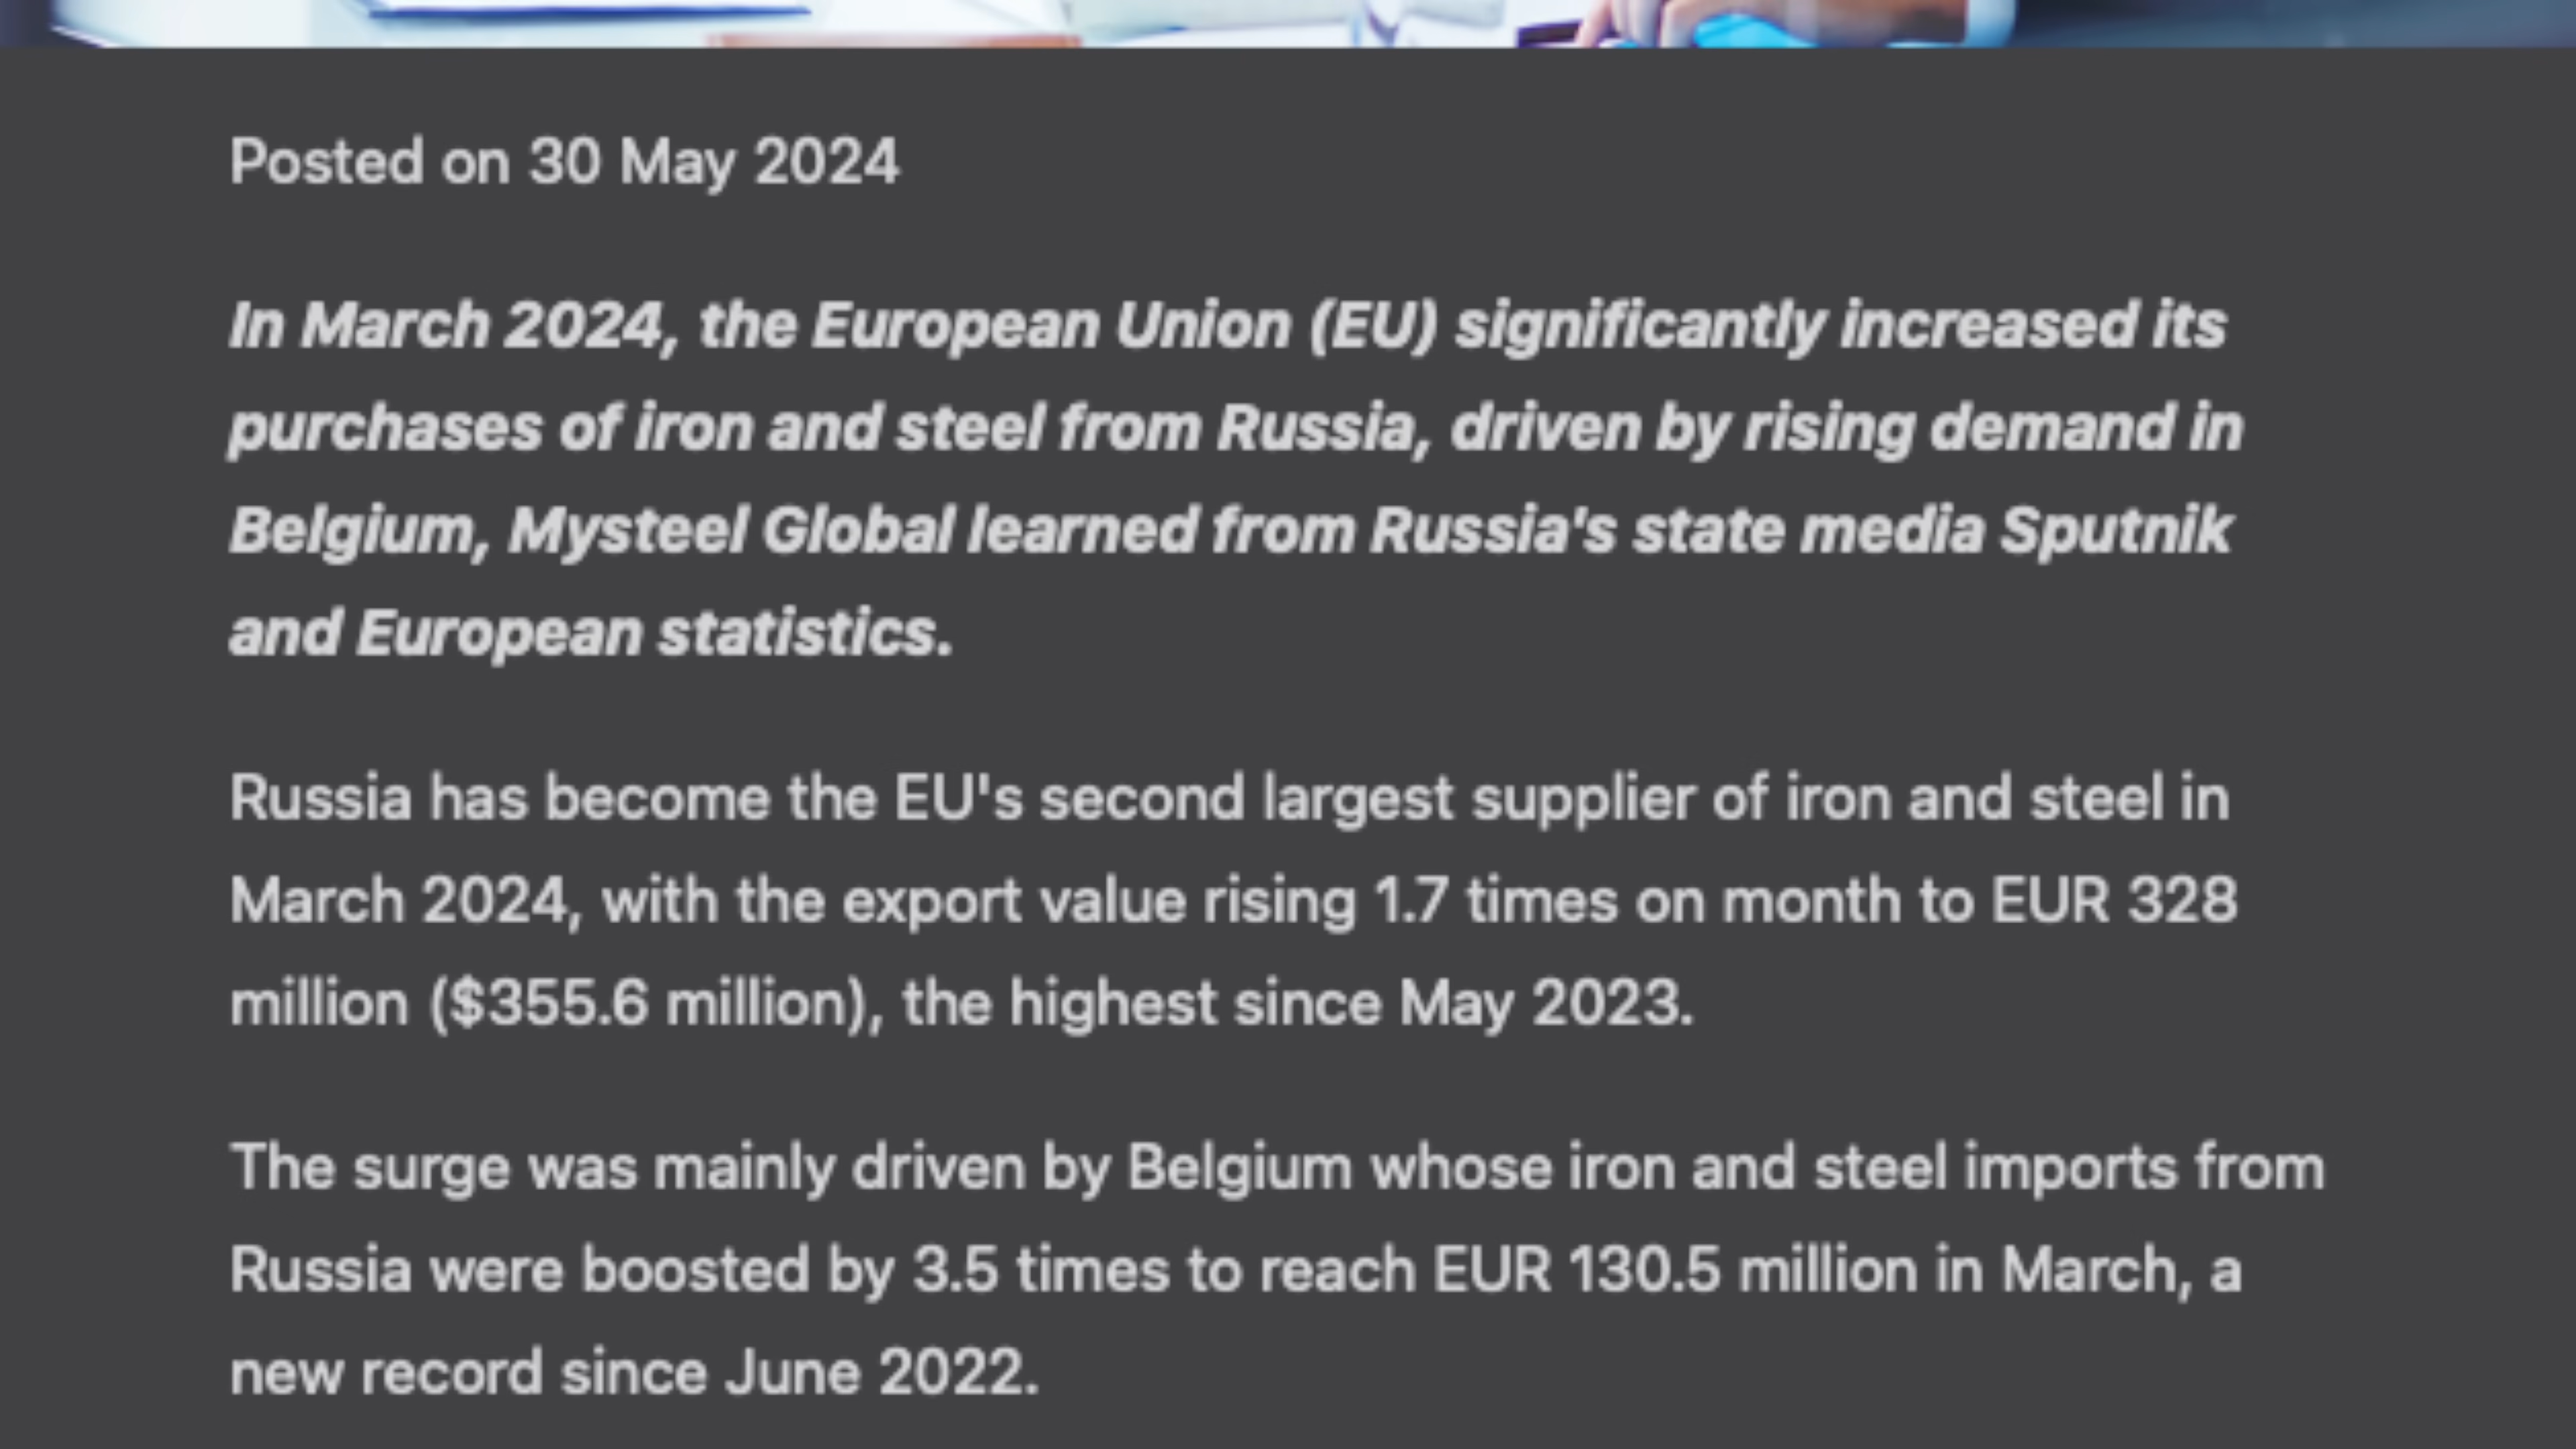 Posted on 30 May 2024
In March 2024, the European Union (EU) significantly increased its
purchases of iron and steel from Russia, driven by rising demand in
Belgium, Mysteel Global learned from Russia's state media Sputnik
and European statistics.
Russia has become the EU's second largest supplier of iron and steel in
March 2024, with the export value rising 1.7 times on month to EUR 328
million ($355.6 million), the highest since May 2023.
The surge was mainly driven by Belgium whose iron and steel imports from
Russia were boosted by 3.5 times to reach EUR 130.5 million in March, a
new record since June 2022.